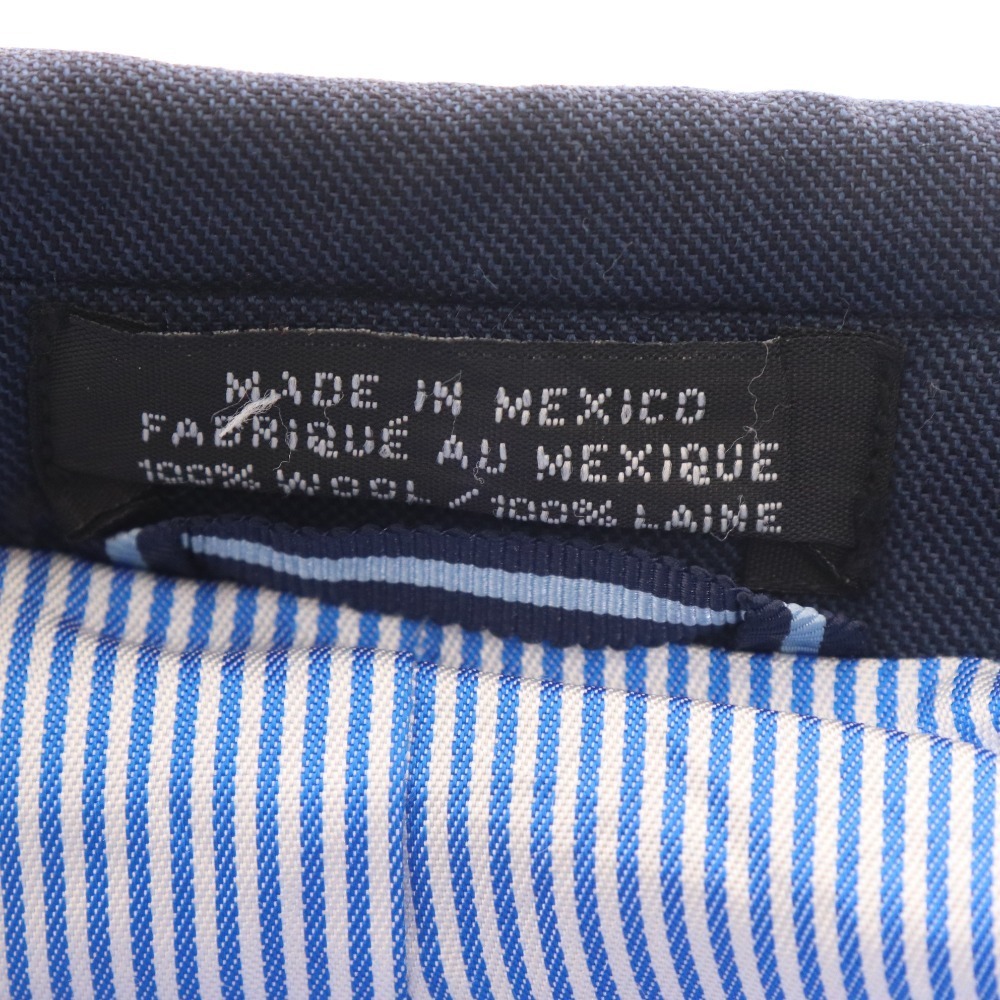 MADE IN MEXICO
FABRIQUÉ AU MEXIQUE
100% WOOL / 100% LAINE